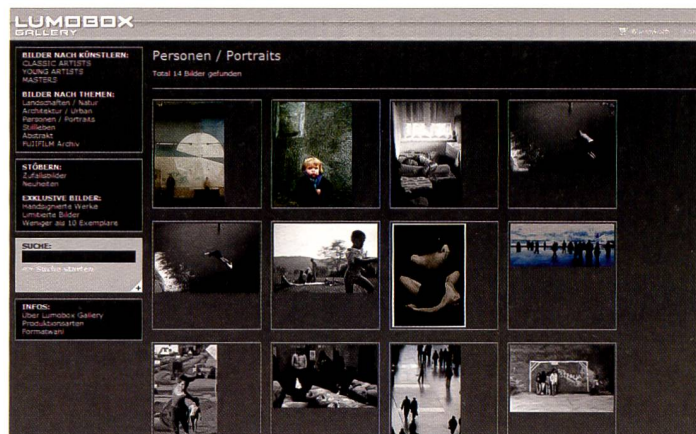 LUMOBOX
GALLERY
Warenkorb
BILDER NACH KÜNSTLERN:
CLASSIC ARTISTS
YOUNG ARTISTS
MASTERS
BILDER NACH THEMEN:
Landschaften / Natur
Architektur / Urban
Personen / Portraits
Stillleben
Abstrakt
FUJIFILM Archiv
STÖBERN:
Zufallsbilder
Neuheiten
EXKLUSIVE BILDER:
Handsignierte Werke
Limitierte Bilder
Weniger als 10 Exemplare
SUCHE:
>> Suche starten
INFOS:
Über Lumobox Gallery
Produktionsarten
Formatwahl
Personen / Portraits
Total 14 Bilder gefunden